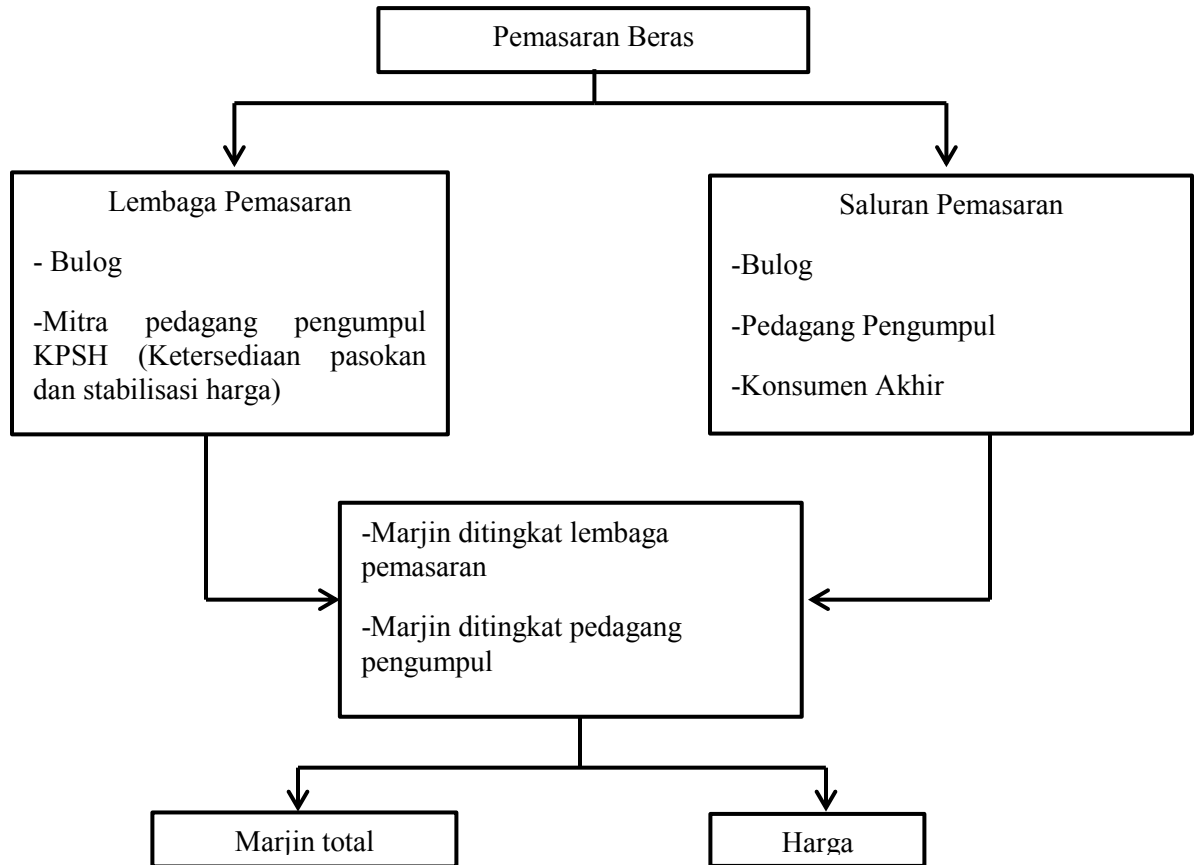 Pemasaran Beras
Lembaga Pemasaran
- Bulog
-Mitra pedagang pengumpul
KPSH (Ketersediaan pasokan
dan stabilisasi harga)
Saluran Pemasaran
-Bulog
-Pedagang Pengumpul
-Konsumen Akhir
-Marjin ditingkat lembaga
pemasaran
-Marjin ditingkat pedagang
pengumpul
Marjin total
Harga